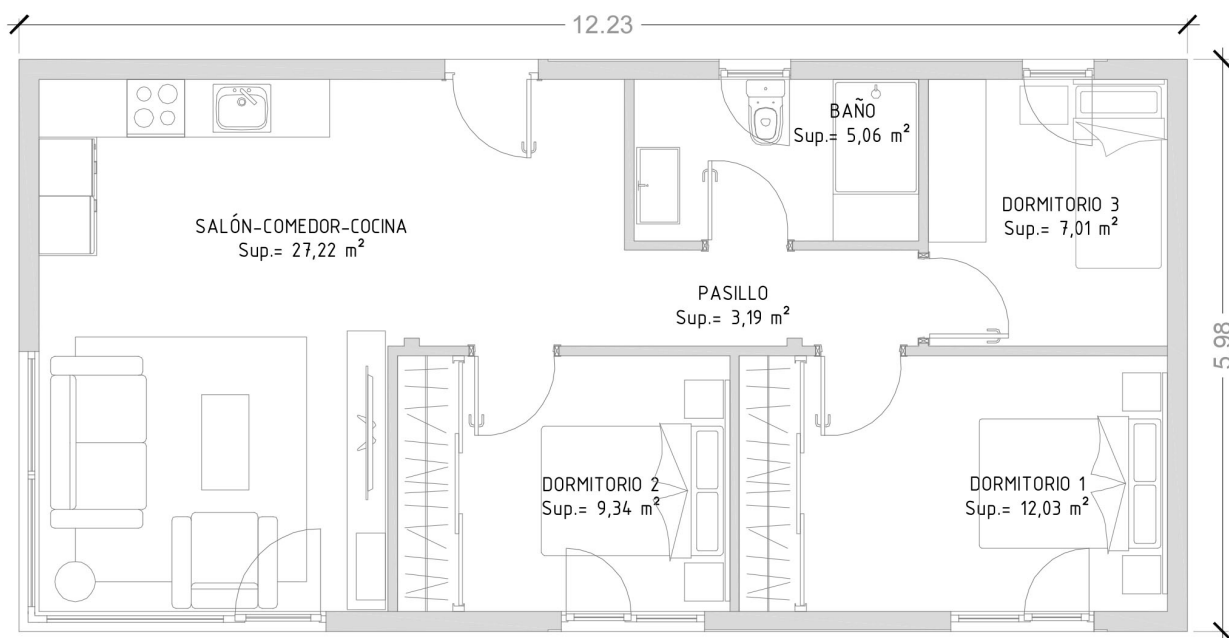 12.23
BAÑO
Sup.= 5,06 m²
DORMITORIO 3
Sup.= 7,01 m²
SALÓN-COMEDOR-COCINA
Sup.= 27,22 m²
PASILLO
Sup.= 3,19 m²
5.98
DORMITORIO 2
Sup.= 9,34 m²
DORMITORIO 1
Sup.= 12,03 m²